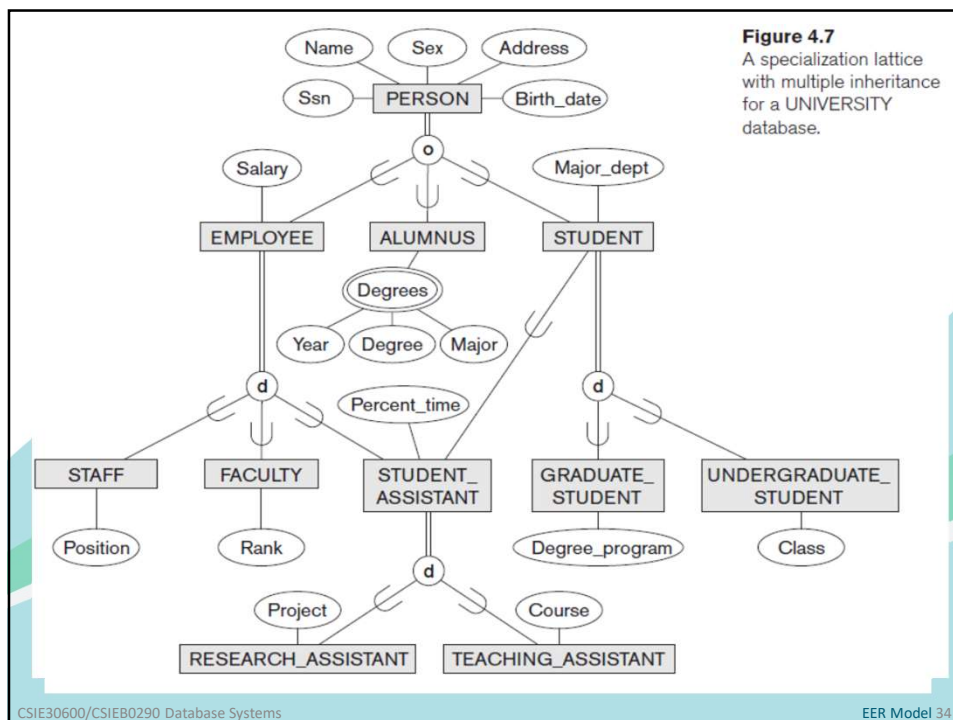 Figure 4.7
A specialization lattice
with multiple inheritance
for a UNIVERSITY
database.
Name
Sex
Address
Ssn
PERSON
Birth_date
o
Salary
Major_dept
EMPLOYEE
ALUMNUS
STUDENT
Degrees
Year
Degree
Major
d
d
Percent_time
STAFF
FACULTY
STUDENT_
ASSISTANT
GRADUATE_
STUDENT
UNDERGRADUATE_
STUDENT
Position
Rank
Degree_program
Class
d
Project
Course
RESEARCH_ASSISTANT
TEACHING_ASSISTANT
CSIE30600/CSIEB0290 Database Systems
EER Model 34